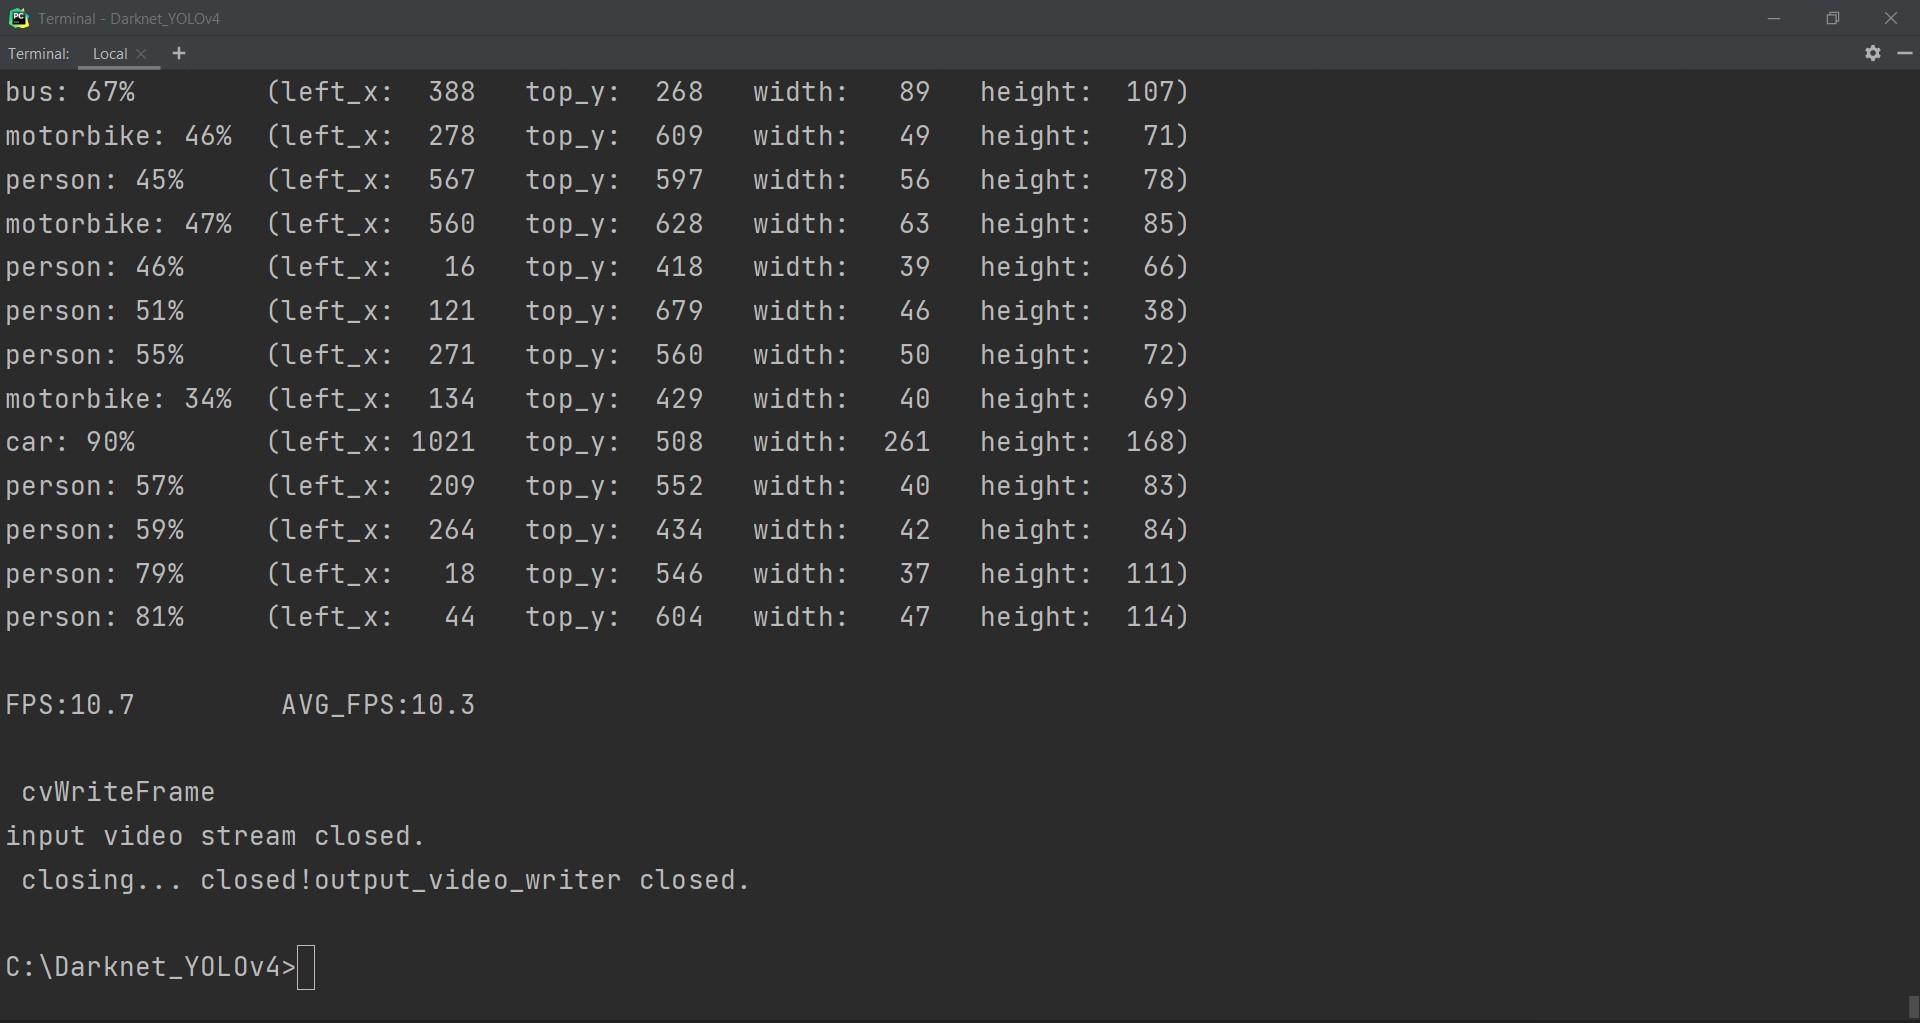 Terminal - Darknet_YOLOv4
Terminal: Local
bus: 67% (left_x: 388 top_y: 268 width: 89 height: 107)
motorbike: 46% (left_x: 278 top_y: 609 width: 49 height: 71)
person: 45% (left_x: 567 top_y: 597 width: 56 height: 78)
motorbike: 47% (left_x: 560 top_y: 628 width: 63 height: 85)
person: 46% (left_x: 16 top_y: 418 width: 39 height: 66)
person: 51% (left_x: 121 top_y: 679 width: 46 height: 38)
person: 55% (left_x: 271 top_y: 560 width: 50 height: 72)
motorbike: 34% (left_x: 134 top_y: 429 width: 40 height: 69)
car: 90% (left_x: 1021 top_y: 508 width: 261 height: 168)
person: 57% (left_x: 209 top_y: 552 width: 40 height: 83)
person: 59% (left_x: 264 top_y: 434 width: 42 height: 84)
person: 79% (left_x: 18 top_y: 546 width: 37 height: 111)
person: 81% (left_x: 44 top_y: 604 width: 47 height: 114)
FPS:10.7 AVG_FPS:10.3
cvWriteFrame
input video stream closed.
closing... closed!output_video_writer closed.
C:\Darknet_YOLOv4>